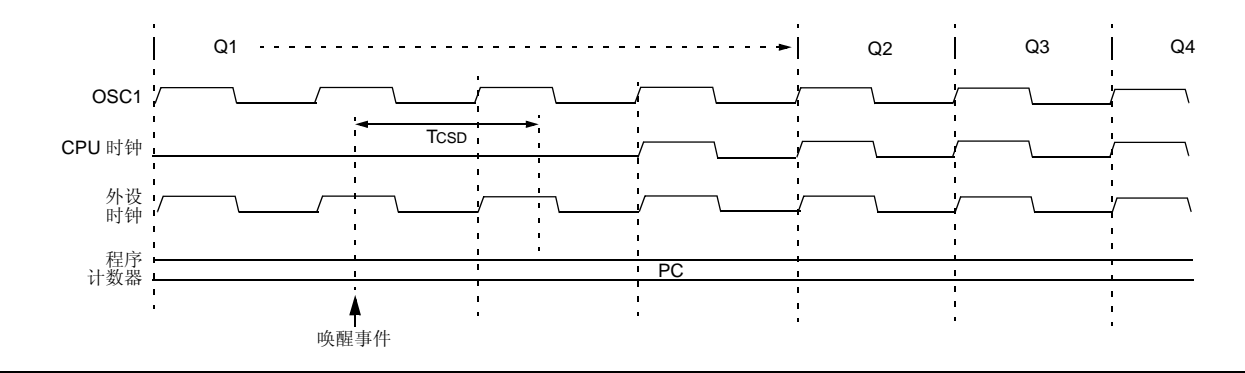 Q1
Q2
Q3
Q4
OSC1
TCSD
CPU 时钟
外设
时钟
程序
计数器
PC
唤醒事件